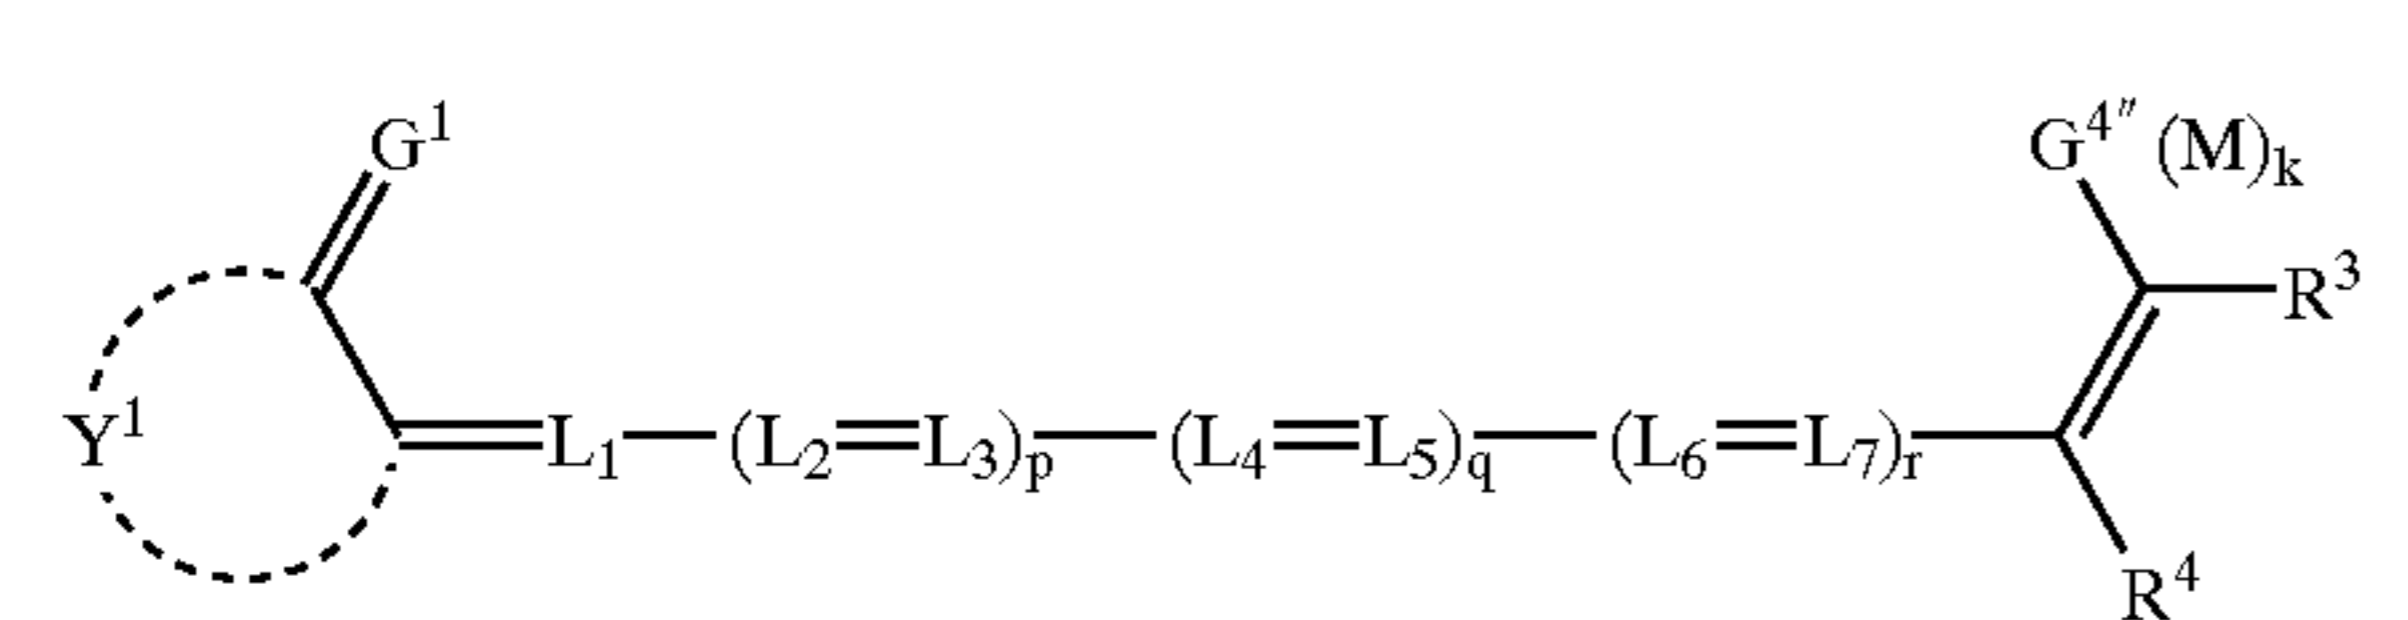 G¹ G⁴″ (M)ₖ
R³
Y¹ L₁—(L₂=L₃)ₚ—(L₄=L₅)q—(L₆=L₇)ᵣ
R⁴